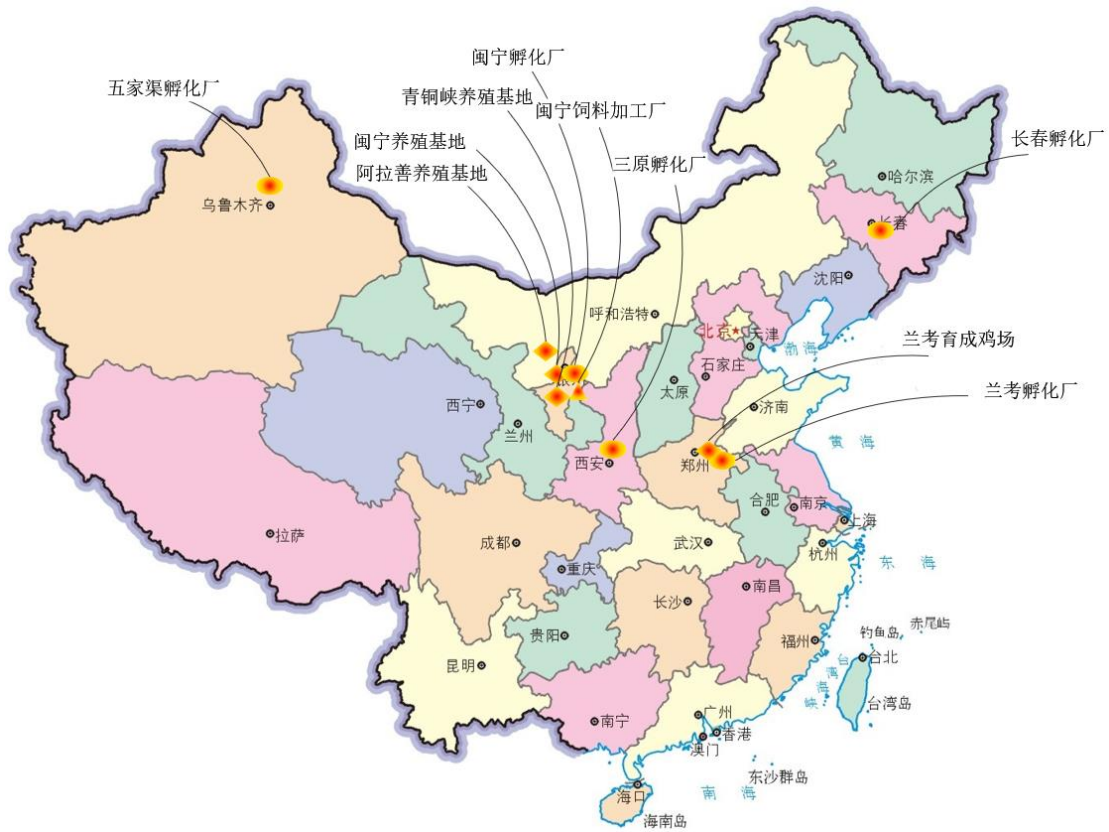 闽宁孵化厂
五家渠孵化厂
青铜峡养殖基地
闽宁饲料加工厂
闽宁养殖基地
阿拉善养殖基地
三原孵化厂
长春孵化厂
哈尔滨
乌鲁木齐
长春
沈阳
呼和浩特
北京
天津
渤海
兰考育成鸡场
石家庄
太原
兰考孵化厂
西宁
济南
兰州
黄海
西安
郑州
合肥
南京
上海
拉萨
成都
武汉
杭州
东海
重庆
南昌
长沙
贵阳
福州
钓鱼岛
赤尾屿
昆明
台北
台湾海峡
台湾岛
南宁
广州
香港
澳门
东沙群岛
海口
南海
海南岛